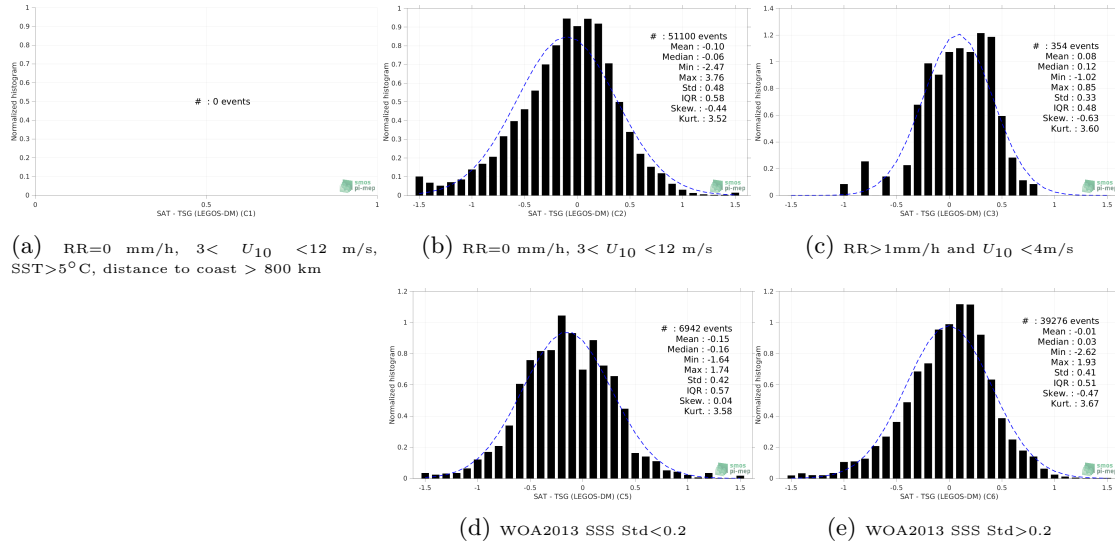 1
0.9
0.8
0.7
0.6
0.5
0.4
0.3
0.2
0.1
0
Normalized histogram
# : 0 events
0
0.5
1
SAT - TSG (LEGOS-DM) (C1)
smos
pi-mep
(a) RR=0 mm/h, 3< U10 <12 m/s,
SST>5°C, distance to coast > 800 km
1
0.9
0.8
0.7
0.6
0.5
0.4
0.3
0.2
0.1
0
Normalized histogram
# : 51100 events
Mean : -0.10
Median : -0.06
Min : -2.47
Max : 3.76
Std : 0.48
IQR : 0.58
Skew. : -0.44
Kurt. : 3.52
smos
pi-mep
-1.5
-1
-0.5
0
0.5
1
1.5
SAT - TSG (LEGOS-DM) (C2)
(b) RR=0 mm/h, 3< U10 <12 m/s
1.4
1.2
1
0.8
0.6
0.4
0.2
0
Normalized histogram
# : 354 events
Mean : 0.08
Median : 0.12
Min : -1.02
Max : 0.85
Std : 0.33
IQR : 0.48
Skew. : -0.63
Kurt. : 3.60
smos
pi-mep
-1.5
-1
-0.5
0
0.5
1
1.5
SAT - TSG (LEGOS-DM) (C3)
(c) RR>1mm/h and U10 <4m/s
1.2
1
0.8
0.6
0.4
0.2
0
Normalized histogram
# : 6942 events
Mean : -0.15
Median : -0.16
Min : -1.64
Max : 1.74
Std : 0.42
IQR : 0.57
Skew. : 0.04
Kurt. : 3.58
smos
pi-mep
-1.5
-1
-0.5
0
0.5
1
1.5
SAT - TSG (LEGOS-DM) (C5)
(d) WOA2013 SSS Std<0.2
1.2
1
0.8
0.6
0.4
0.2
0
Normalized histogram
# : 39276 events
Mean : -0.01
Median : 0.03
Min : -2.62
Max : 1.93
Std : 0.41
IQR : 0.51
Skew. : -0.47
Kurt. : 3.67
smos
pi-mep
-1.5
-1
-0.5
0
0.5
1
1.5
SAT - TSG (LEGOS-DM) (C6)
(e) WOA2013 SSS Std>0.2